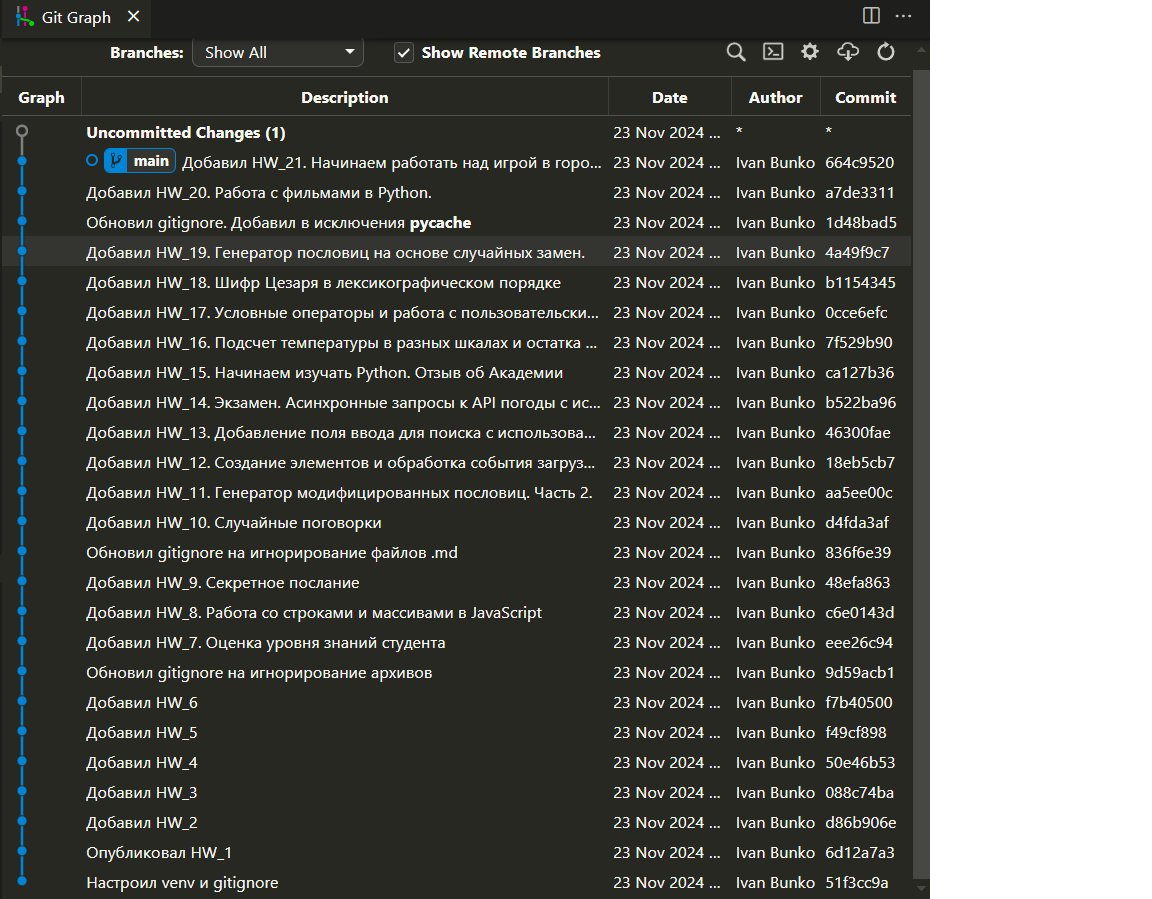 Git Graph
Branches: Show All Show Remote Branches
Graph Description Date Author Commit
Uncommitted Changes (1) 23 Nov 2024 ... * *
main Добавил HW_21. Начинаем работать над игрой в горо... 23 Nov 2024 ... Ivan Bunko 664c9520
Добавил HW_20. Работа с фильмами в Python. 23 Nov 2024 ... Ivan Bunko a7de3311
Обновил gitignore. Добавил в исключения pycache 23 Nov 2024 ... Ivan Bunko 1d48bad5
Добавил HW_19. Генератор пословиц на основе случайных замен. 23 Nov 2024 ... Ivan Bunko 4a49f9c7
Добавил HW_18. Шифр Цезаря в лексикографическом порядке 23 Nov 2024 ... Ivan Bunko b1154345
Добавил HW_17. Условные операторы и работа с пользовательски... 23 Nov 2024 ... Ivan Bunko 0cce6efc
Добавил HW_16. Подсчет температуры в разных шкалах и остатка ... 23 Nov 2024 ... Ivan Bunko 7f529b90
Добавил HW_15. Начинаем изучать Python. Отзыв об Академии 23 Nov 2024 ... Ivan Bunko ca127b36
Добавил HW_14. Экзамен. Асинхронные запросы к API погоды с ис... 23 Nov 2024 ... Ivan Bunko b522ba96
Добавил HW_13. Добавление поля ввода для поиска с использова... 23 Nov 2024 ... Ivan Bunko 46300fae
Добавил HW_12. Создание элементов и обработка события загруз... 23 Nov 2024 ... Ivan Bunko 18eb5cb7
Добавил HW_11. Генератор модифицированных пословиц. Часть 2. 23 Nov 2024 ... Ivan Bunko aa5ee00c
Добавил HW_10. Случайные поговорки 23 Nov 2024 ... Ivan Bunko d4fda3af
Обновил gitignore на игнорирование файлов .md 23 Nov 2024 ... Ivan Bunko 836f6e39
Добавил HW_9. Секретное послание 23 Nov 2024 ... Ivan Bunko 48efa863
Добавил HW_8. Работа со строками и массивами в JavaScript 23 Nov 2024 ... Ivan Bunko c6e0143d
Добавил HW_7. Оценка уровня знаний студента 23 Nov 2024 ... Ivan Bunko eee26c94
Обновил gitignore на игнорирование архивов 23 Nov 2024 ... Ivan Bunko 9d59acb1
Добавил HW_6 23 Nov 2024 ... Ivan Bunko f7b40500
Добавил HW_5 23 Nov 2024 ... Ivan Bunko f49cf898
Добавил HW_4 23 Nov 2024 ... Ivan Bunko 50e46b53
Добавил HW_3 23 Nov 2024 ... Ivan Bunko 088c74ba
Добавил HW_2 23 Nov 2024 ... Ivan Bunko d86b906e
Опубликовал HW_1 23 Nov 2024 ... Ivan Bunko 6d12a7a3
Настроил venv и gitignore 23 Nov 2024 ... Ivan Bunko 51f3cc9a